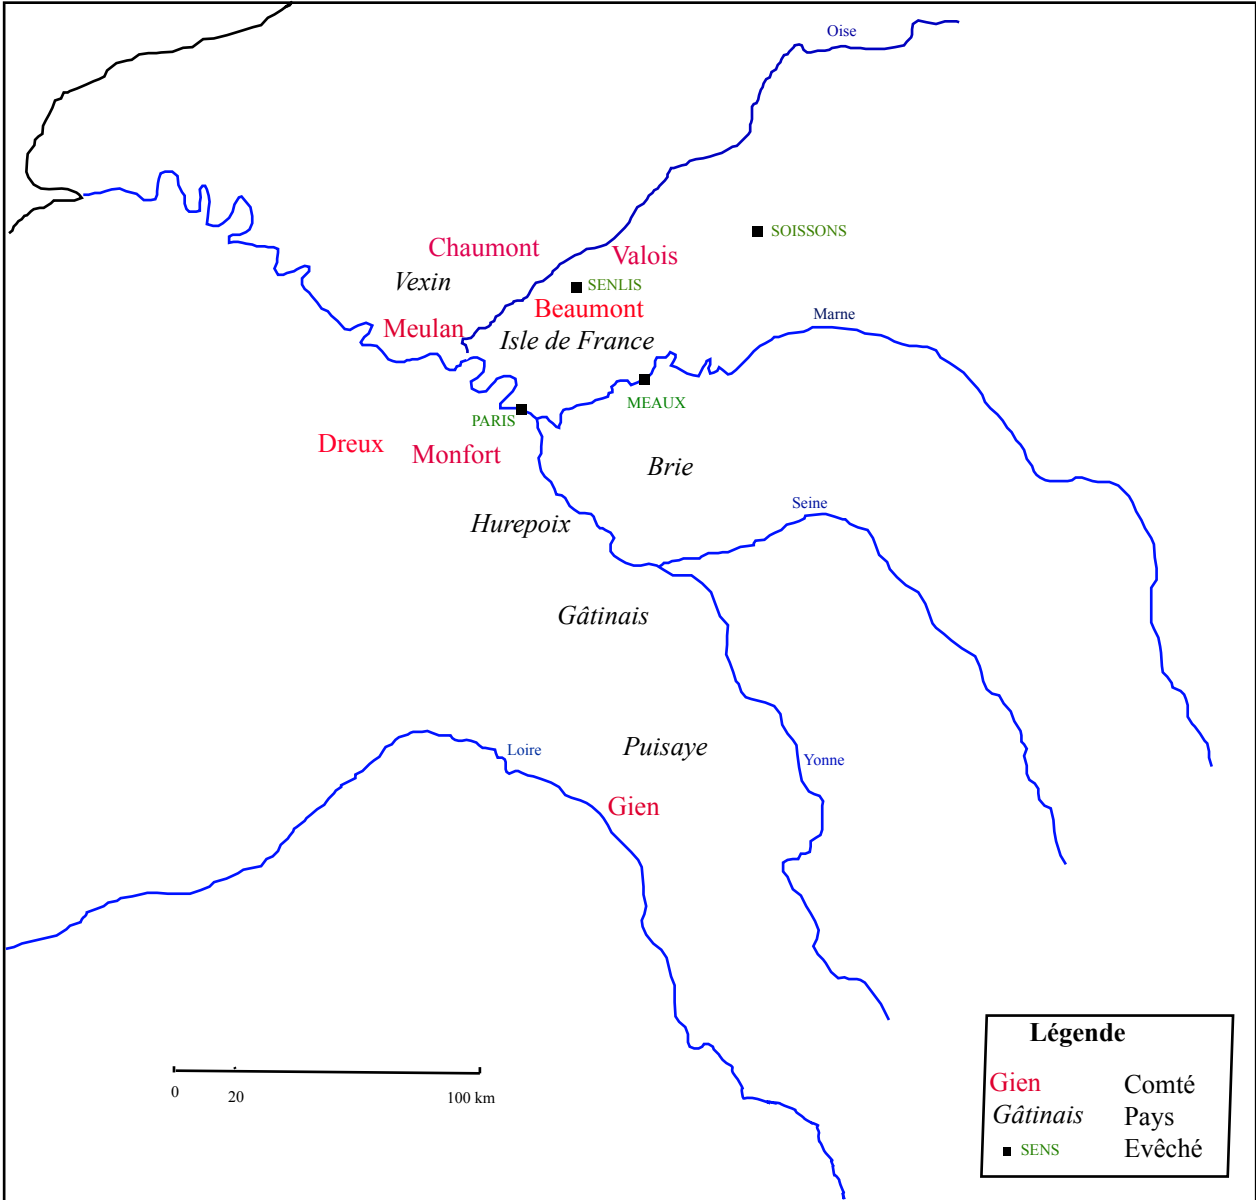 Oise
SOISSONS
Chaumont
Valois
Vexin
SENLIS
Beaumont
Marne
Meulan
Isle de France
MEAUX
PARIS
Dreux
Monfort
Brie
Seine
Hurepoix
Gâtinais
Puisaye
Loire
Yonne
Gien
Légende
Gien Comté
Gâtinais Pays
SENS Evêché
0 20 100 km